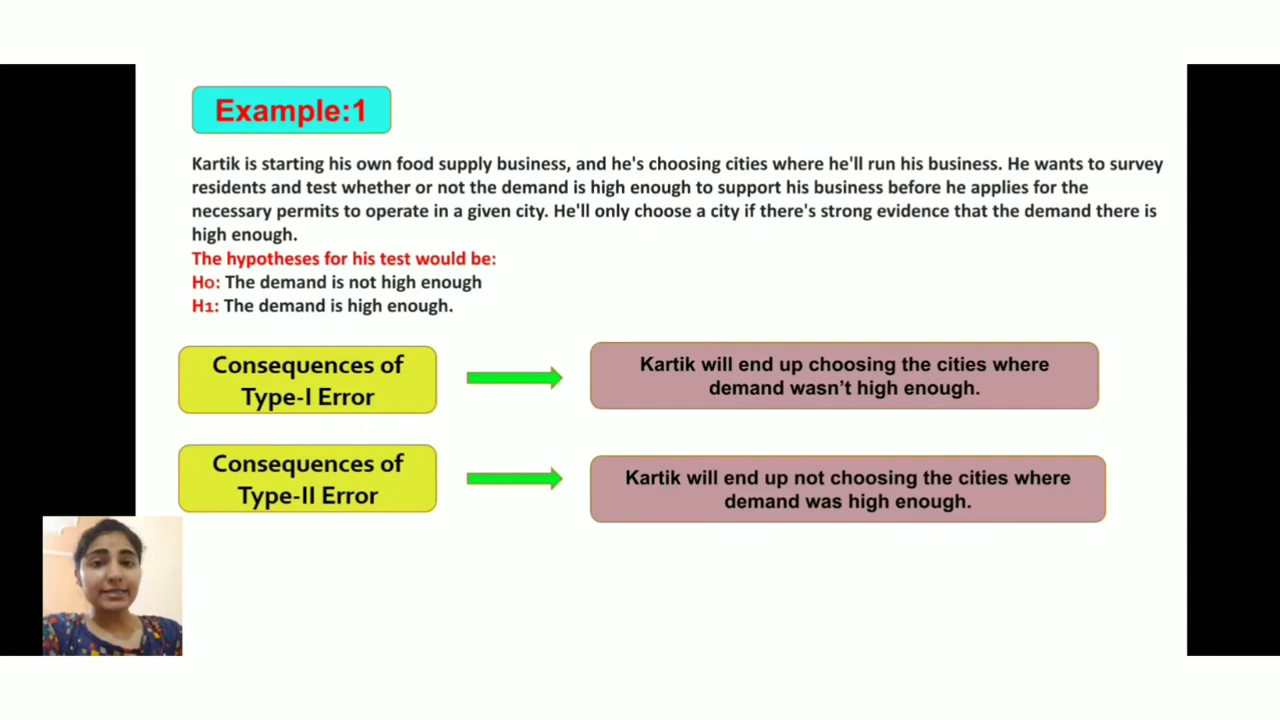 Example:1
Kartik is starting his own food supply business, and he's choosing cities where he'll run his business. He wants to survey
residents and test whether or not the demand is high enough to support his business before he applies for the
necessary permits to operate in a given city. He'll only choose a city if there's strong evidence that the demand there is
high enough.
The hypotheses for his test would be:
H0: The demand is not high enough
H1: The demand is high enough.
Consequences of
Type-I Error
Kartik will end up choosing the cities where
demand wasn’t high enough.
Consequences of
Type-II Error
Kartik will end up not choosing the cities where
demand was high enough.